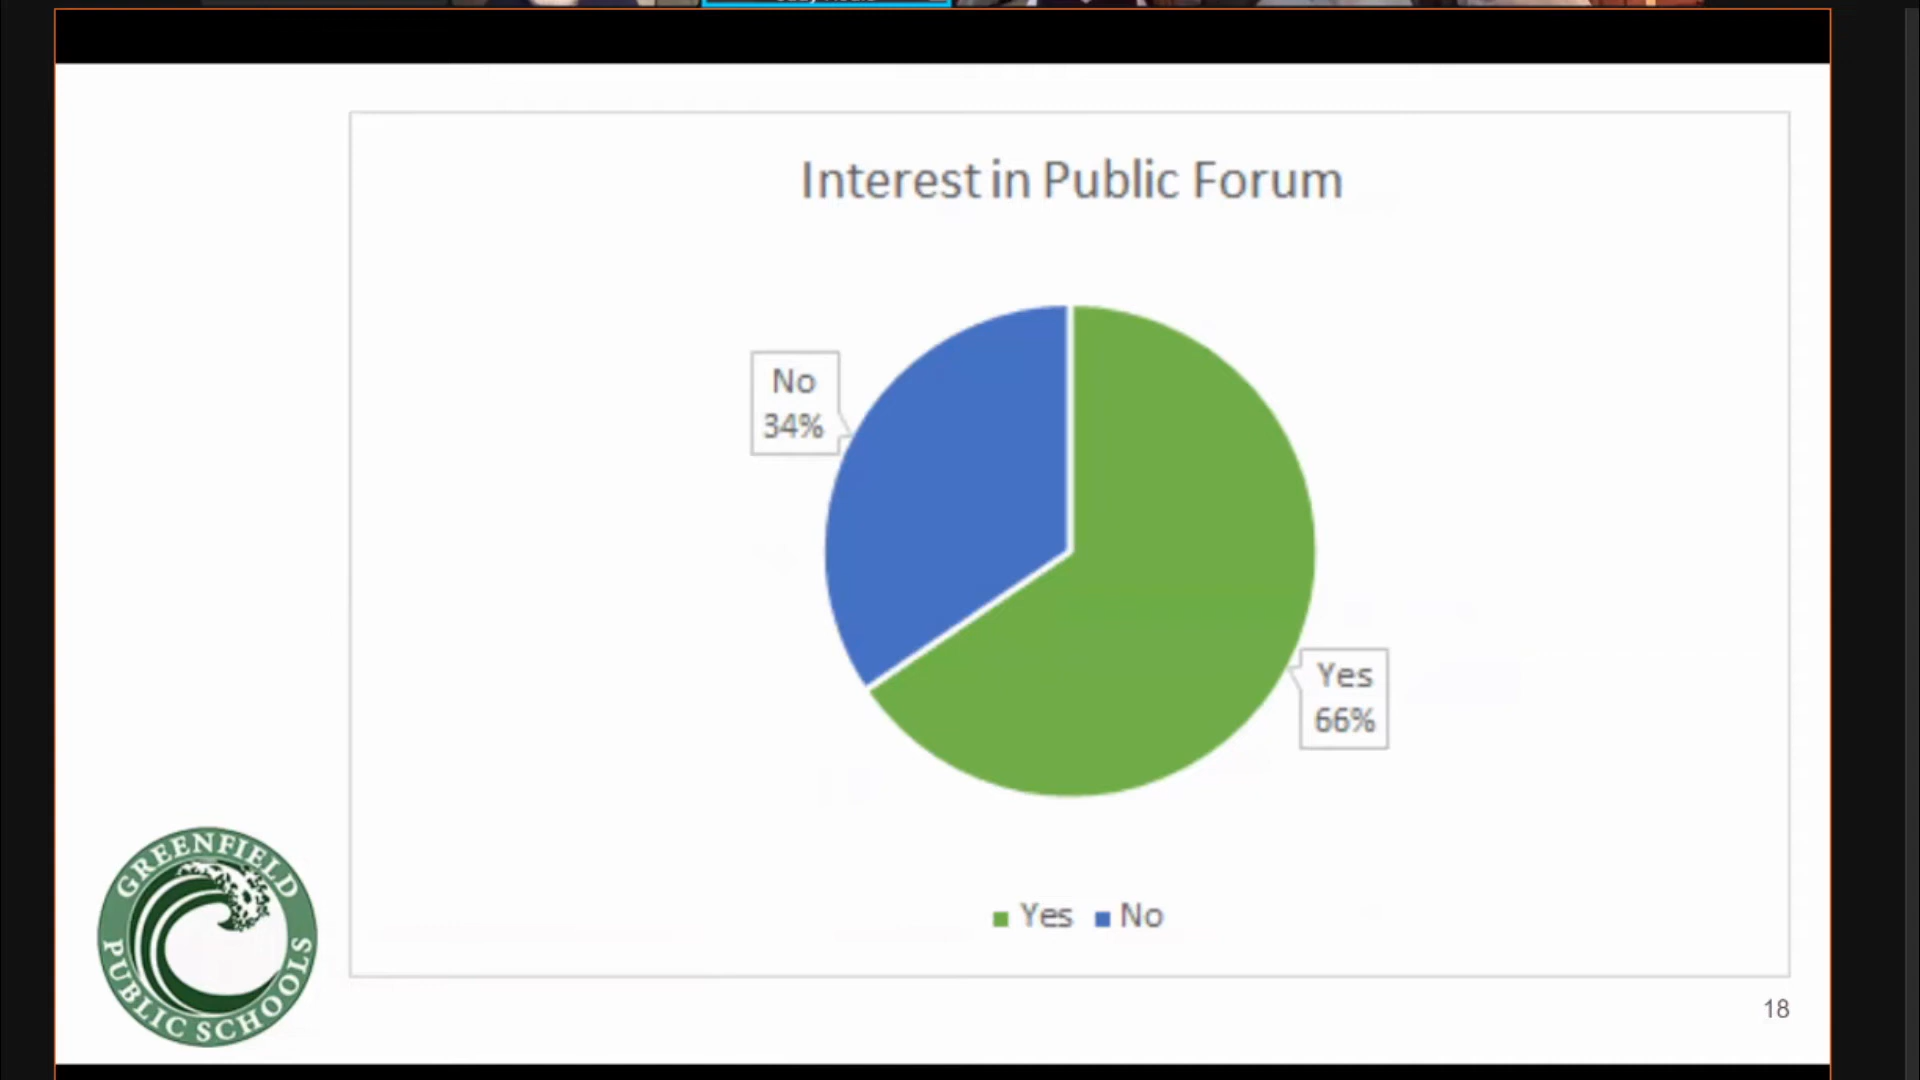 Interest in Public Forum
No
34%
Yes
66%
Yes No
GREENFIELD
PUBLIC SCHOOLS
18